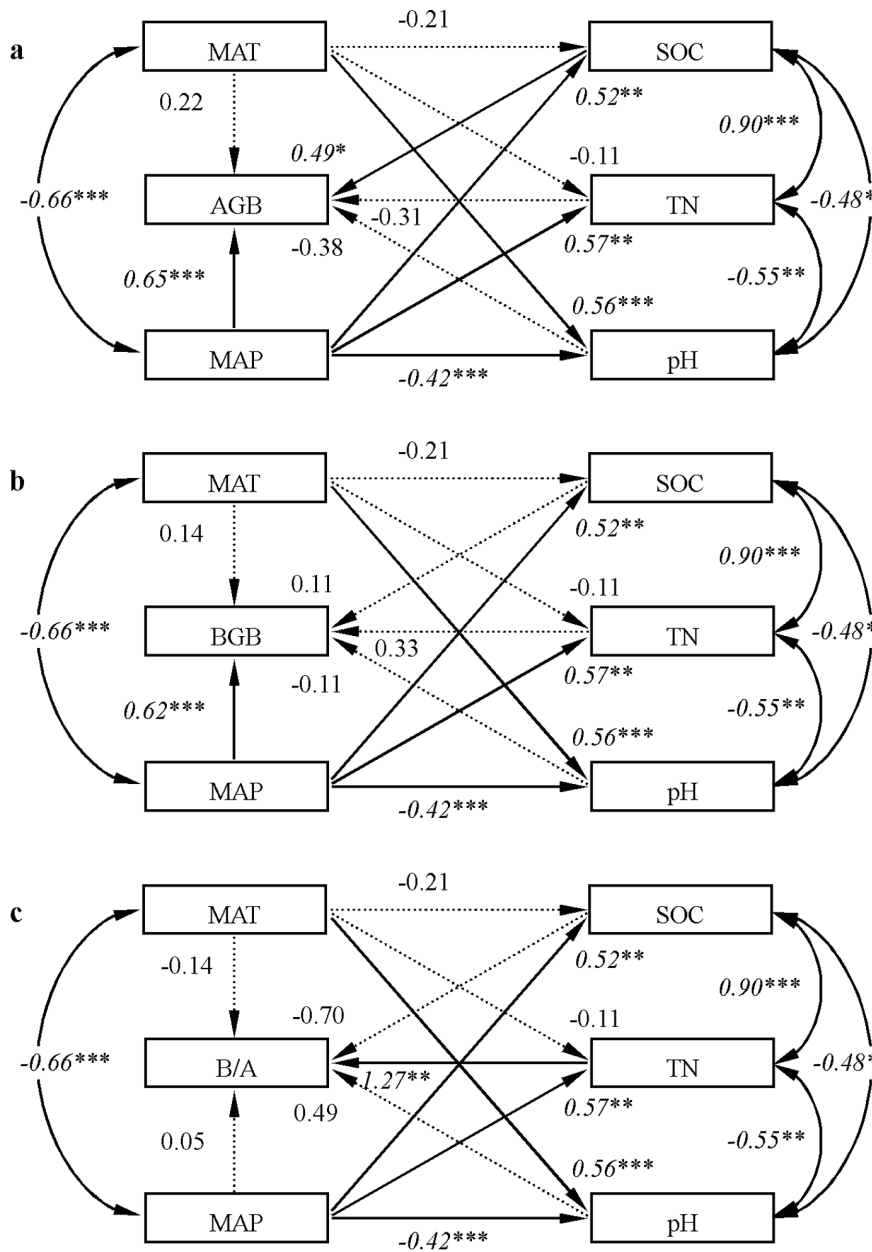 -0.21
a MAT SOC
0.22 0.52**
0.49* -0.11 0.90***
-0.66*** AGB TN -0.48*
-0.31
-0.38 0.57**
0.65*** 0.56*** -0.55**
MAP pH
-0.42***
-0.21
b MAT SOC
0.14 0.52**
0.11 -0.11 0.90***
-0.66*** BGB TN -0.48*
0.33
-0.11 0.57**
0.62*** 0.56*** -0.55**
MAP pH
-0.42***
-0.21
c MAT SOC
-0.14 0.52**
-0.70 -0.11 0.90***
-0.66*** B/A TN -0.48*
1.27**
0.49 0.57**
0.05 0.56*** -0.55**
MAP pH
-0.42***